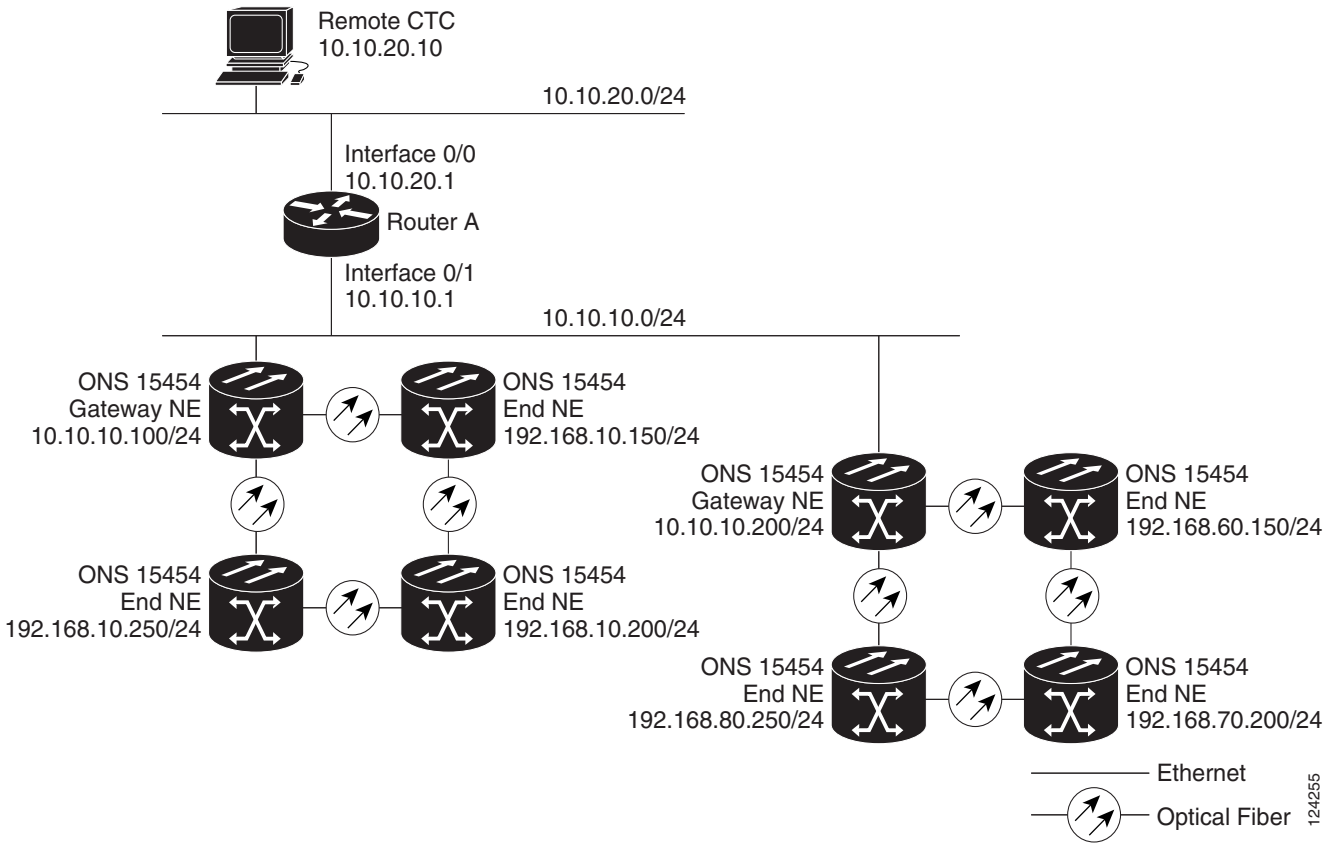 Remote CTC
10.10.20.10
10.10.20.0/24
Interface 0/0
10.10.20.1
Router A
Interface 0/1
10.10.10.1
10.10.10.0/24
ONS 15454
Gateway NE
10.10.10.100/24
ONS 15454
End NE
192.168.10.150/24
ONS 15454
Gateway NE
10.10.10.200/24
ONS 15454
End NE
192.168.60.150/24
ONS 15454
End NE
192.168.10.250/24
ONS 15454
End NE
192.168.10.200/24
ONS 15454
End NE
192.168.80.250/24
ONS 15454
End NE
192.168.70.200/24
Ethernet
Optical Fiber
124255